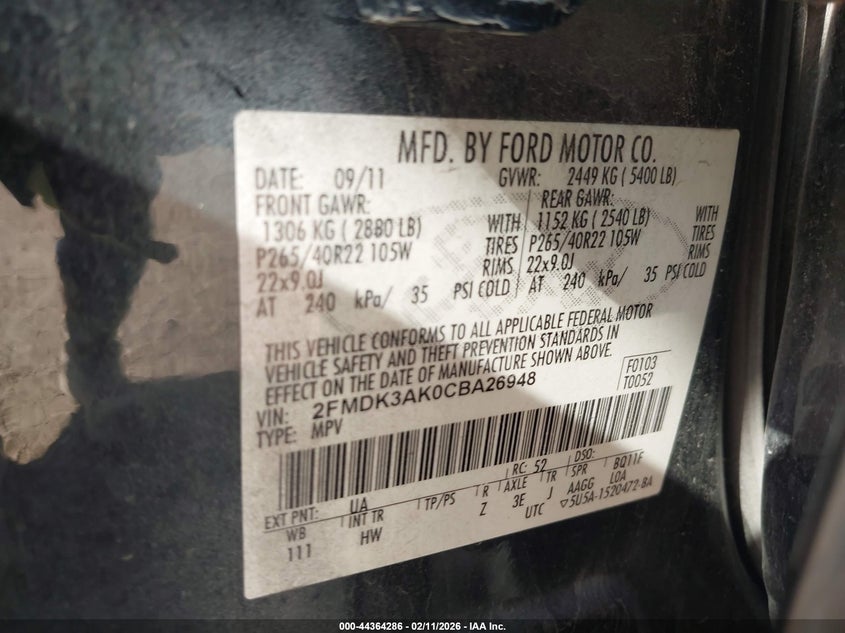 MFD. BY FORD MOTOR CO.
DATE: 09/11 GVWR: 2449 KG ( 5400 LB)
FRONT GAWR: REAR GAWR:
1306 KG ( 2880 LB) WITH 1152 KG ( 2540 LB) WITH
P265/40R22 105W TIRES P265/40R22 105W TIRES
22x9.0J RIMS 22x9.0J RIMS
AT 240 kPa/ 35 PSI COLD AT 240 kPa/ 35 PSI COLD
THIS VEHICLE CONFORMS TO ALL APPLICABLE FEDERAL MOTOR
VEHICLE SAFETY AND THEFT PREVENTION STANDARDS IN
EFFECT ON THE DATE OF MANUFACTURE SHOWN ABOVE.
F0103
T0052
VIN: 2FMDK3AK0CBA26948
TYPE: MPV
RC: 52 DSO:
EXT PNT: UA BQ11F
WB INT TR TP/PS R AXLE TR SPR LOA
111 HW Z 3E J AAGG
UTC ▽5U5A-1520472-BA
000-44364286 - 02/11/2026 - IAA Inc.